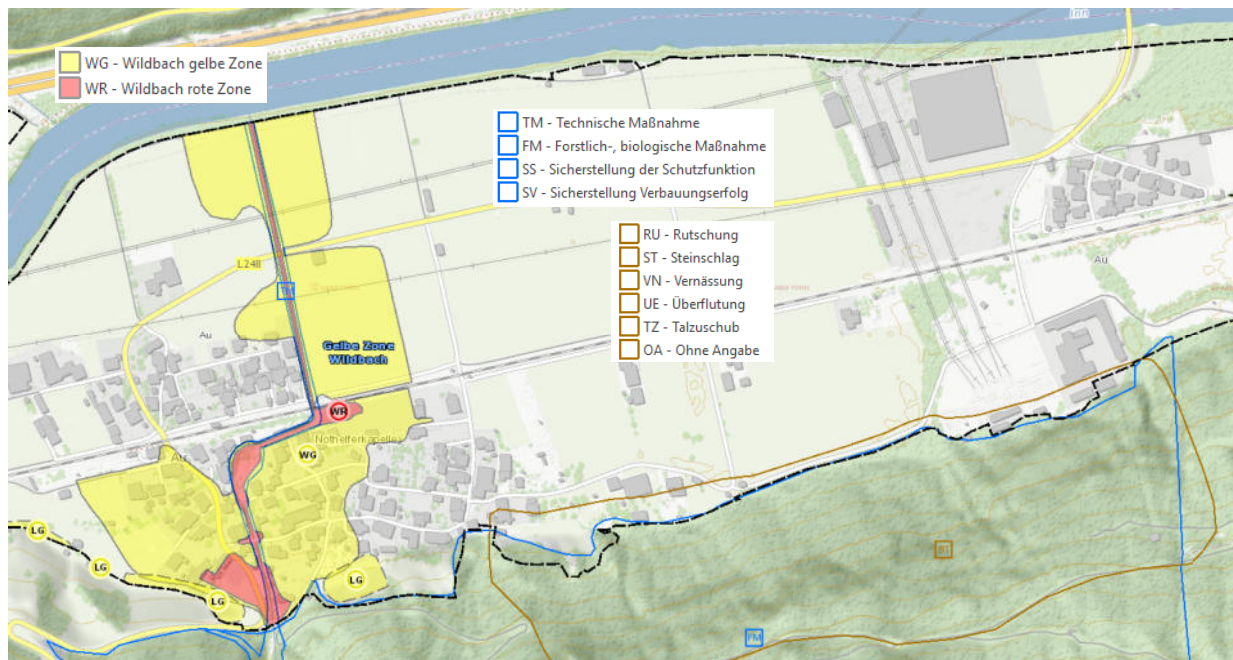 Inn
WG - Wildbach gelbe Zone
WR - Wildbach rote Zone
TM - Technische Maßnahme
FM - Forstlich-, biologische Maßnahme
SS - Sicherstellung der Schutzfunktion
SV - Sicherstellung Verbauungserfolg
RU - Rutschung
ST - Steinschlag
VN - Vernässung
UE - Überflutung
TZ - Talzuschub
OA - Ohne Angabe
L248
TM
Au
Au
Gelbe Zone
Wildbach
WR
Nothelferkapelle
WG
Au
LG
LG
LG
LG
ST
FM